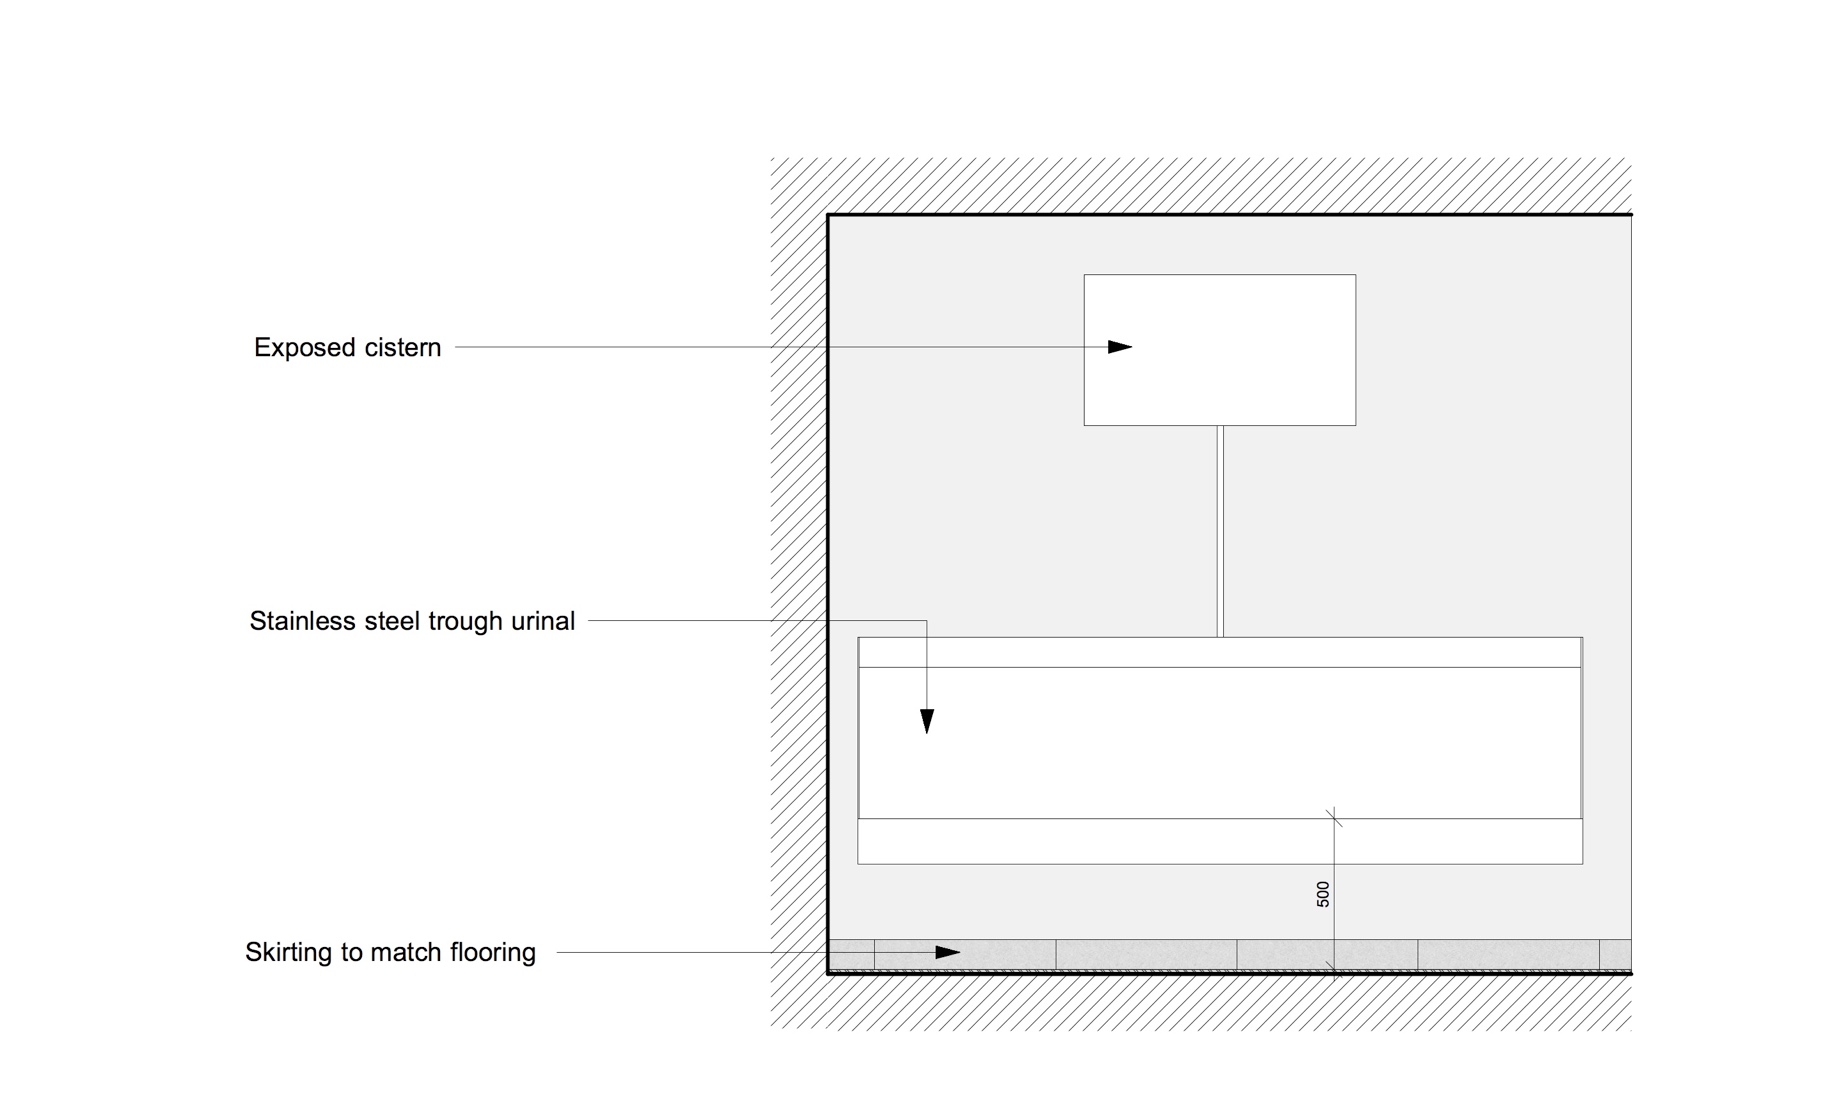 Exposed cistern
Stainless steel trough urinal
500
Skirting to match flooring